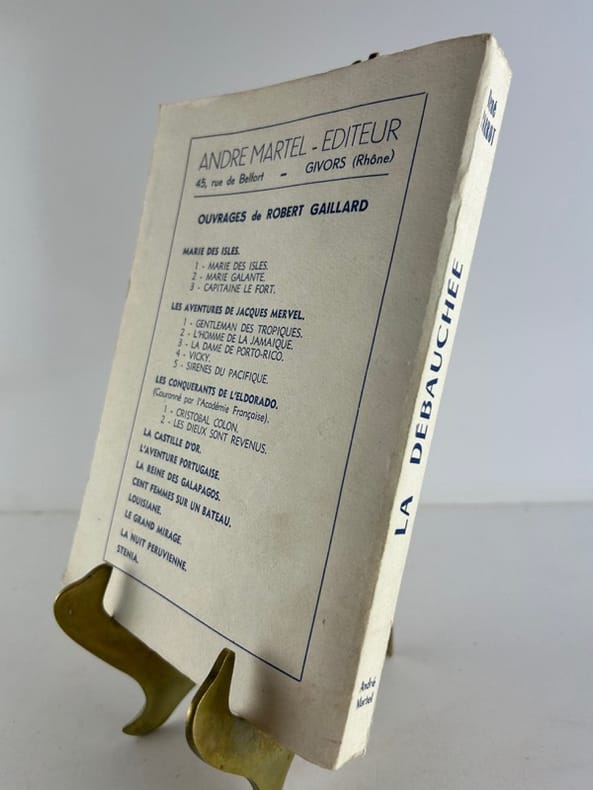 ANDRE MARTEL - EDITEUR
45, rue de Belfort - GIVORS (Rhône)
OUVRAGES de ROBERT GAILLARD
MARIE DES ISLES.
1 - MARIE DES ISLES.
2 - MARIE GALANTE.
3 - CAPITAINE LE FORT.
LES AVENTURES DE JACQUES MERVEL.
1 - GENTLEMAN DES TROPIQUES.
2 - L'HOMME DE LA JAMAIQUE.
3 - LA DAME DE PORTO-RICO.
4 - VICKY.
5 - SIRENES DU PACIFIQUE.
LES CONQUERANTS DE L'ELDORADO.
(Couronné par l'Académie Française).
1 - CRISTOBAL COLON.
2 - LES DIEUX SONT REVENUS.
LA CASTILLE D'OR.
L'AVENTURE PORTUGAISE.
LA REINE DES GALAPAGOS.
CENT FEMMES SUR UN BATEAU.
LOUISIANE.
LE GRAND MIRAGE.
LA NUIT PERUVIENNE.
STENIA.
LA DEBAUCHEE
André
Martel